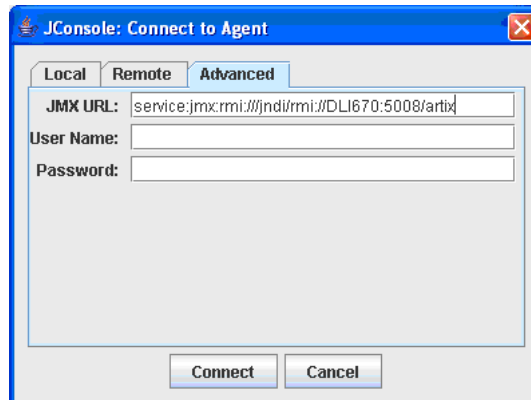 JConsole: Connect to Agent
Local Remote Advanced
JMX URL: service:jmx:rmi:///jndi/rmi://DLI670:5008/artix
User Name:
Password:
Connect Cancel